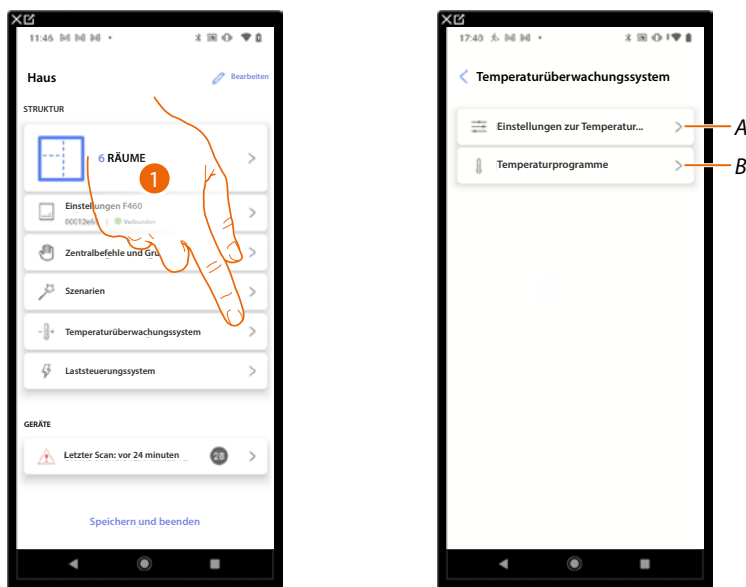 11:46
Haus
Bearbeiten
STRUKTUR
6 RÄUME
1
Einstellungen F460
Verbunden
Zentralbefehle und Gru
Szenarien
Temperaturüberwachungssystem
Laststeuerungssystem
GERÄTE
Letzter Scan: vor 24 minuten
28
Speichern und beenden
17:40
Temperaturüberwachungssystem
Einstellungen zur Temperatur...
A
Temperaturprogramme
B